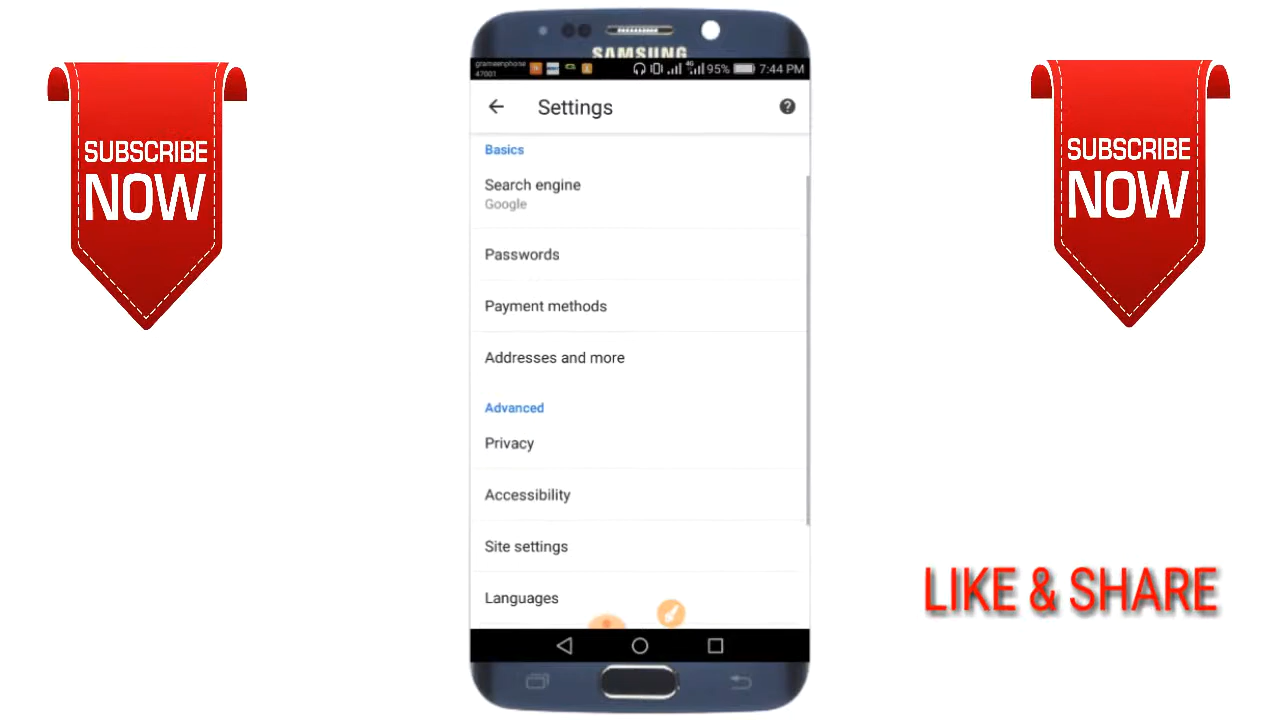 SAMSUNG
grameenphone
47001
4G
95%
7:44 PM
Settings
Basics
Search engine
Google
Passwords
Payment methods
Addresses and more
Advanced
Privacy
Accessibility
Site settings
Languages
SUBSCRIBE
NOW
SUBSCRIBE
NOW
LIKE & SHARE